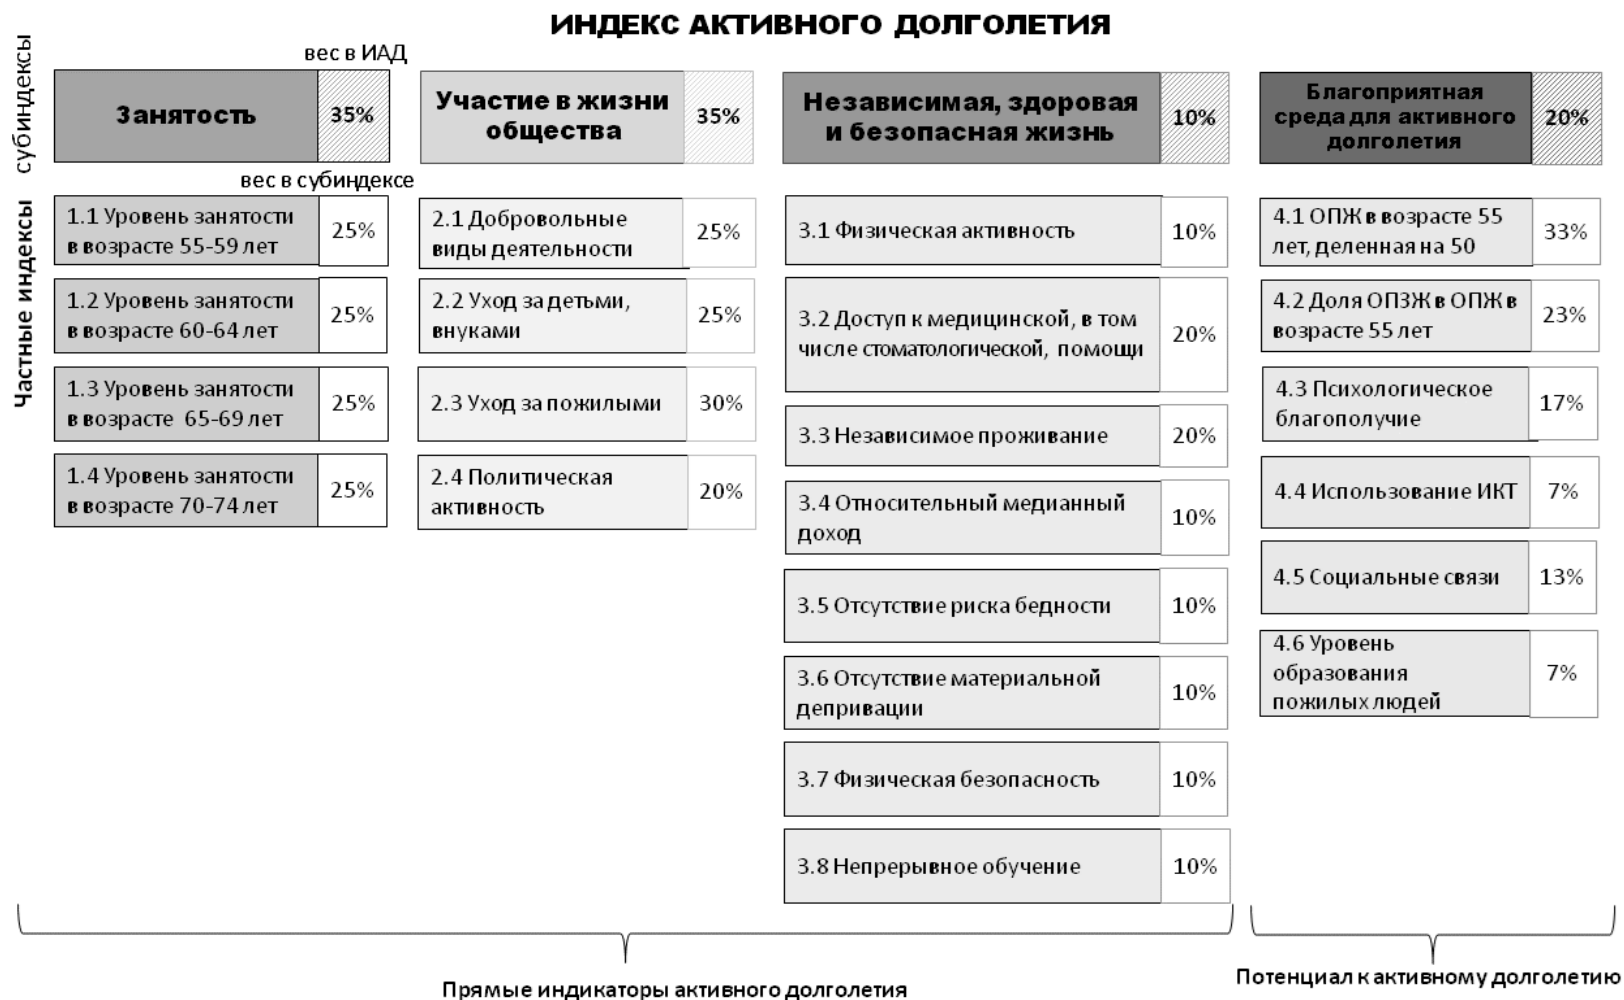 ИНДЕКС АКТИВНОГО ДОЛГОЛЕТИЯ
субиндексы
вес в ИАД
Занятость
35%
Участие в жизни
общества
35%
Независимая, здоровая
и безопасная жизнь
10%
Благоприятная
среда для активного
долголетия
20%
Частные индексы
вес в субиндексе
1.1 Уровень занятости
в возрасте 55-59 лет
25%
1.2 Уровень занятости
в возрасте 60-64 лет
25%
1.3 Уровень занятости
в возрасте 65-69 лет
25%
1.4 Уровень занятости
в возрасте 70-74 лет
25%
2.1 Добровольные
виды деятельности
25%
2.2 Уход за детьми,
внуками
25%
2.3 Уход за пожилыми
30%
2.4 Политическая
активность
20%
3.1 Физическая активность
10%
3.2 Доступ к медицинской, в том
числе стоматологической, помощи
20%
3.3 Независимое проживание
20%
3.4 Относительный медианный
доход
10%
3.5 Отсутствие риска бедности
10%
3.6 Отсутствие материальной
депривации
10%
3.7 Физическая безопасность
10%
3.8 Непрерывное обучение
10%
4.1 ОПЖ в возрасте 55
лет, деленная на 50
33%
4.2 Доля ОПЗЖ в ОПЖ в
возрасте 55 лет
23%
4.3 Психологическое
благополучие
17%
4.4 Использование ИКТ
7%
4.5 Социальные связи
13%
4.6 Уровень
образования
пожилых людей
7%
Прямые индикаторы активного долголетия
Потенциал к активному долголетию